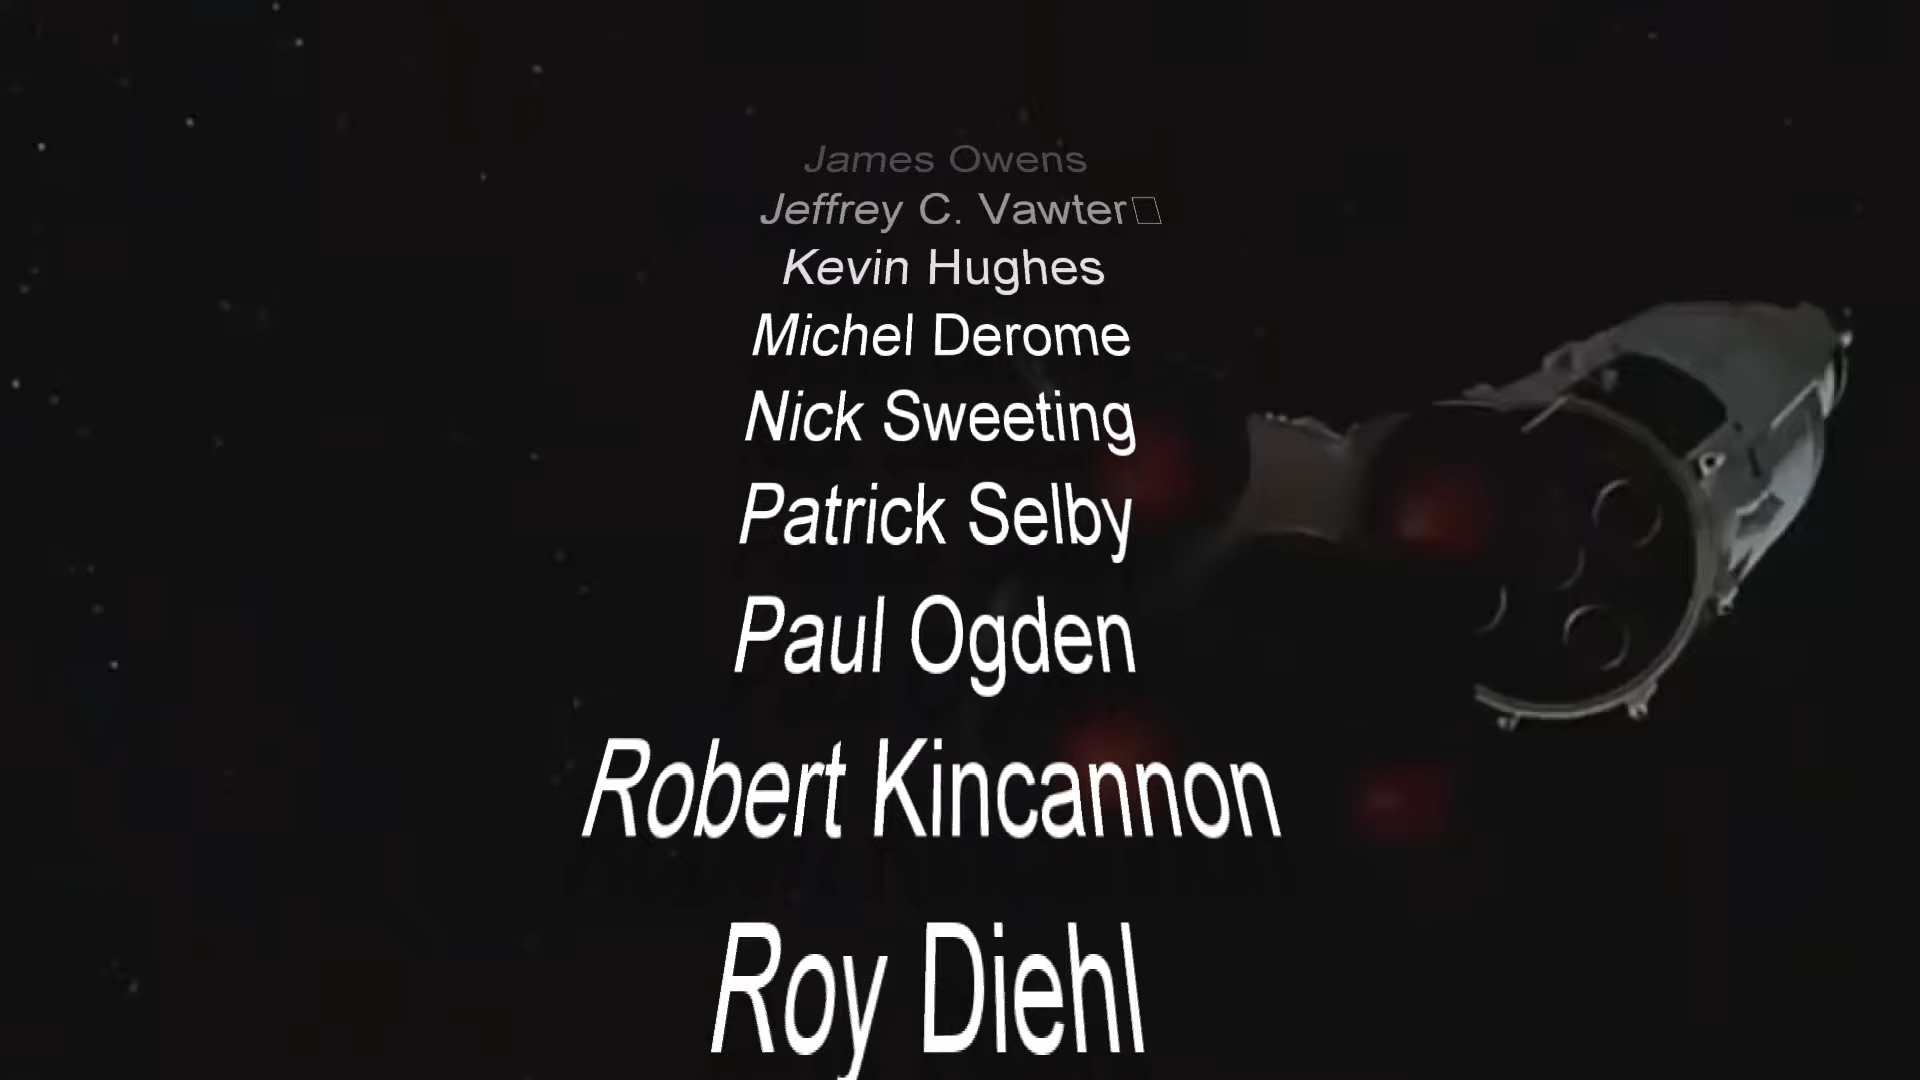 James Owens
Jeffrey C. Vawter
Kevin Hughes
Michel Derome
Nick Sweeting
Patrick Selby
Paul Ogden
Robert Kincannon
Roy Diehl